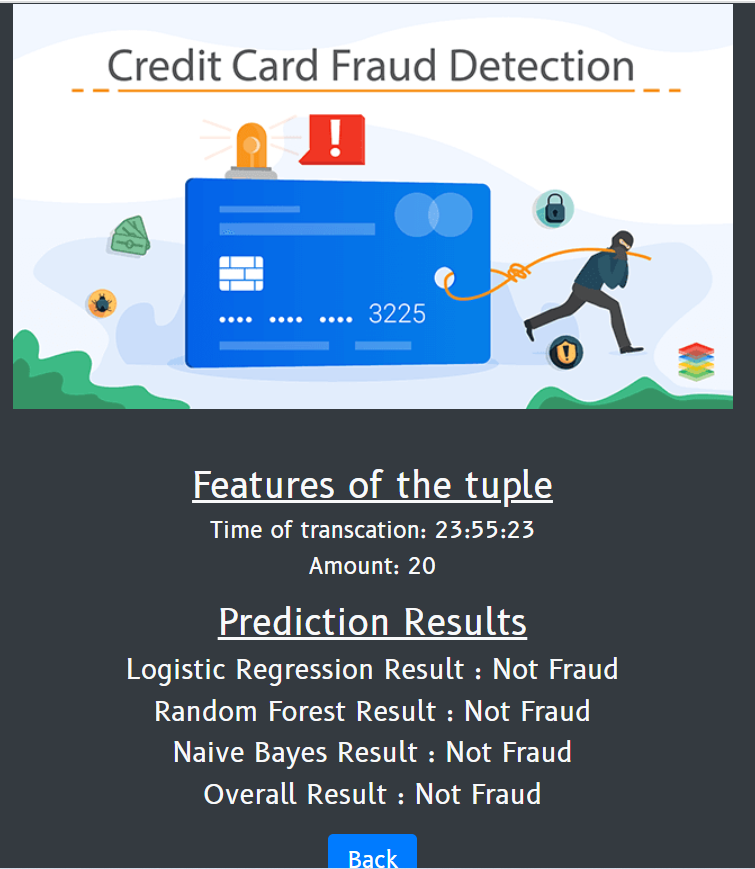 Credit Card Fraud Detection
3225
Features of the tuple
Time of transcation: 23:55:23
Amount: 20
Prediction Results
Logistic Regression Result : Not Fraud
Random Forest Result : Not Fraud
Naive Bayes Result : Not Fraud
Overall Result : Not Fraud
Back